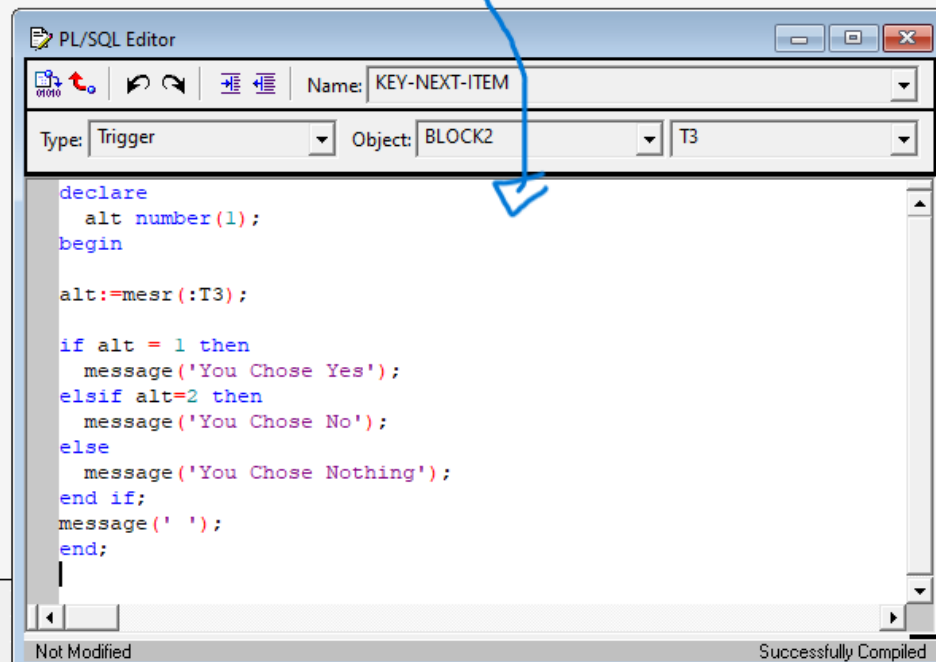 PL/SQL Editor
Name: KEY-NEXT-ITEM
Type: Trigger Object: BLOCK2 T3
declare
alt number(1);
begin
alt:=mesr(:T3);
if alt = 1 then
message('You Chose Yes');
elsif alt=2 then
message('You Chose No');
else
message('You Chose Nothing');
end if;
message(' ');
end;
Not Modified Successfully Compiled